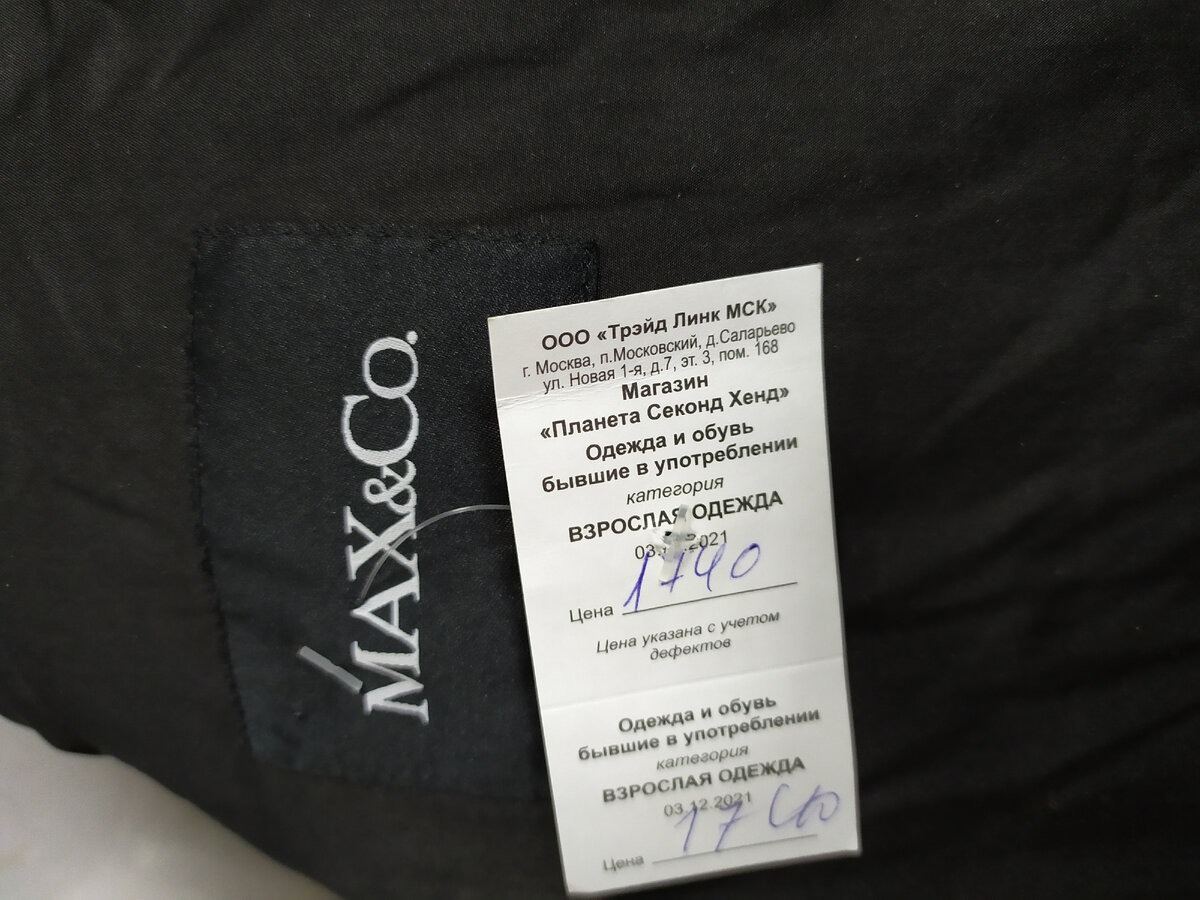 MAX&Co.
ООО «Трэйд Линк МСК»
г. Москва, п.Московский, д.Саларьево
ул. Новая 1-я, д.7, эт. 3, пом. 168
Магазин
«Планета Секонд Хенд»
Одежда и обувь
бывшие в употреблении
категория
ВЗРОСЛАЯ ОДЕЖДА
Цена 1740
Цена указана с учетом
дефектов
Одежда и обувь
бывшие в употреблении
категория
ВЗРОСЛАЯ ОДЕЖДА
03.12.2021
Цена